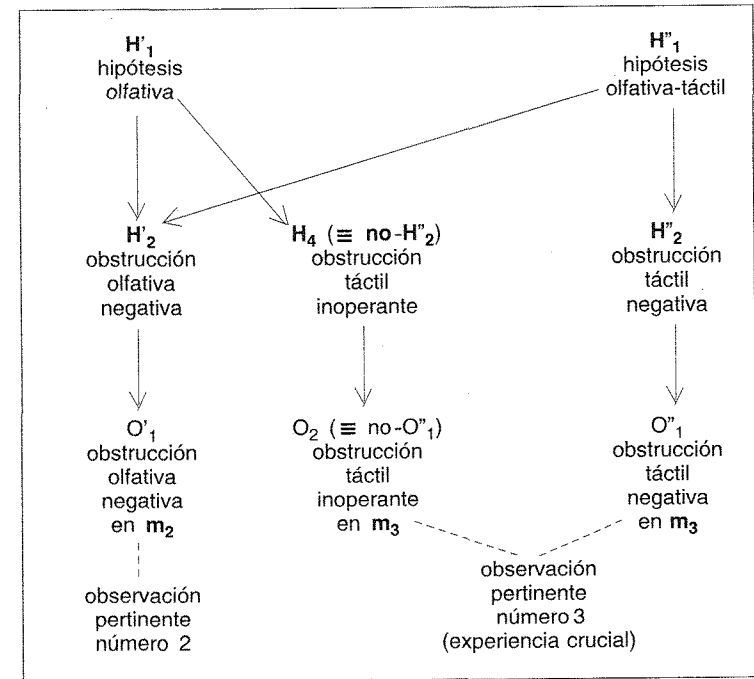 H'₁
hipótesis
olfativa
H"₁
hipótesis
olfativa-táctil
H'₂
obstrucción
olfativa
negativa
H₄ (≡ no-H"₂)
obstrucción
táctil
inoperante
H"₂
obstrucción
táctil
negativa
O'₁
obstrucción
olfativa
negativa
en m₂
O₂ (≡ no-O"₁)
obstrucción
táctil
inoperante
en m₃
O"₁
obstrucción
táctil
negativa
en m₃
observación
pertinente
número 2
observación
pertinente
número 3
(experiencia crucial)